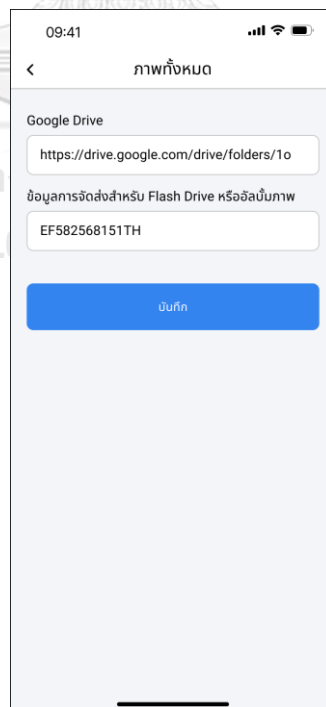 09:41
ภาพทั้งหมด
Google Drive
https://drive.google.com/drive/folders/1o
ข้อมูลการจัดส่งสำหรับ Flash Drive หรืออัลบั้มภาพ
EF582568151TH
บันทึก